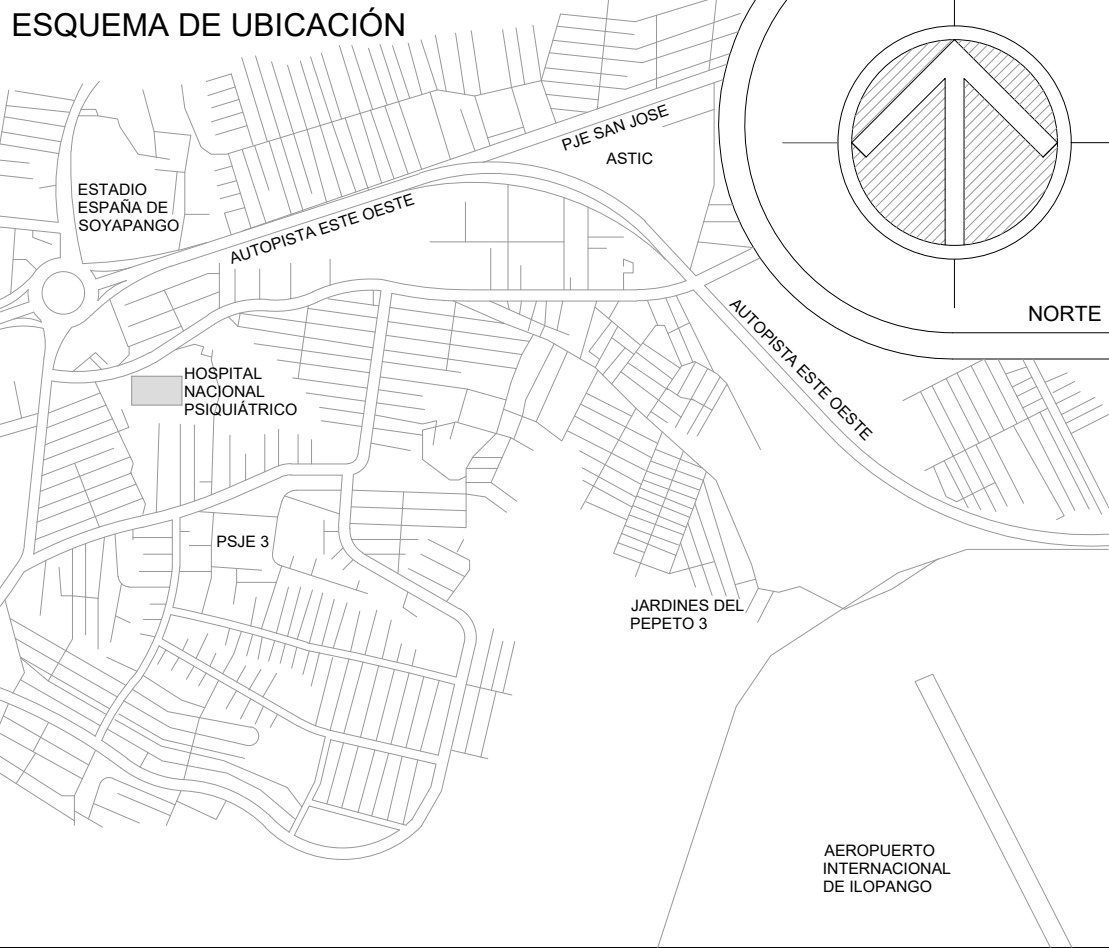 ESQUEMA DE UBICACIÓN
PJE SAN JOSE
ASTIC
ESTADIO
ESPAÑA DE
SOYAPANGO
AUTOPISTA ESTE OESTE
NORTE
AUTOPISTA ESTE OESTE
HOSPITAL
NACIONAL
PSIQUIÁTRICO
PSJE 3
JARDINES DEL
PEPETO 3
AEROPUERTO
INTERNACIONAL
DE ILOPANGO